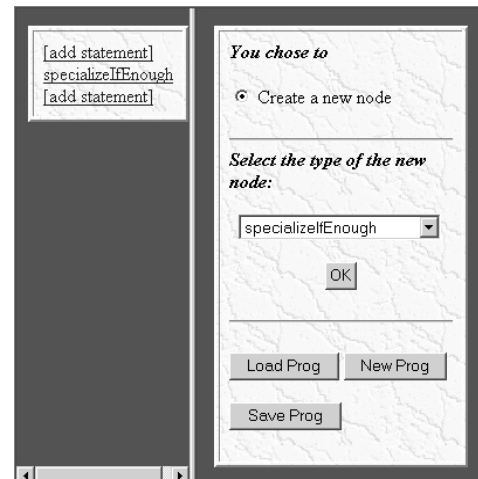 [add statement]
specializeIfEnough
[add statement]
You chose to
Create a new node
Select the type of the new
node:
specializeIfEnough
OK
Load Prog
New Prog
Save Prog